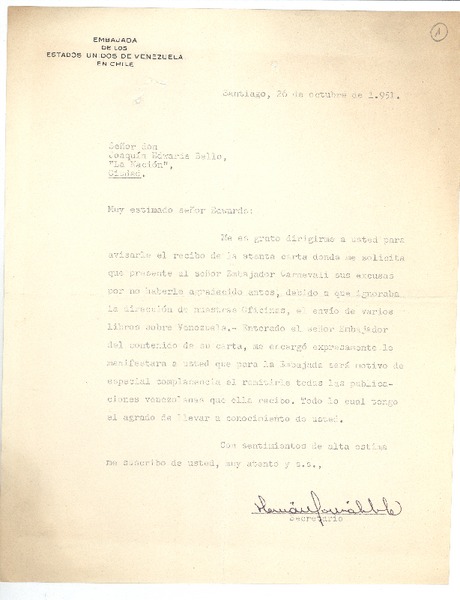 1
EMBAJADA
DE LOS
ESTADOS UNIDOS DE VENEZUELA
EN CHILE
Santiago, 26 de octubre de 1.951.
Señor Don
Joaquín Edwards Bello,
"La Nación",
Ciudad.
Muy estimado señor Edwards:
Me es grato dirigirme a usted para
avisarle el recibo de la atenta carta donde me solicita
que presente al señor Embajador Carnevali sus excusas
por no haberle agradecido antes, debido a que ignoraba
la dirección de nuestras Oficinas, el envío de varios
libros sobre Venezuela.- Enterado el señor Embajador
del contenido de su carta, me encargó expresamente le
manifestara a usted que para la Embajada será motivo de
especial complacencia el remitirle todas las publica-
ciones venezolanas que ella reciba. Todo lo cual tengo
el agrado de llevar a conocimiento de usted.
Con sentimientos de alta estima
me suscribo de usted, muy atento y s.s.,
Secretario